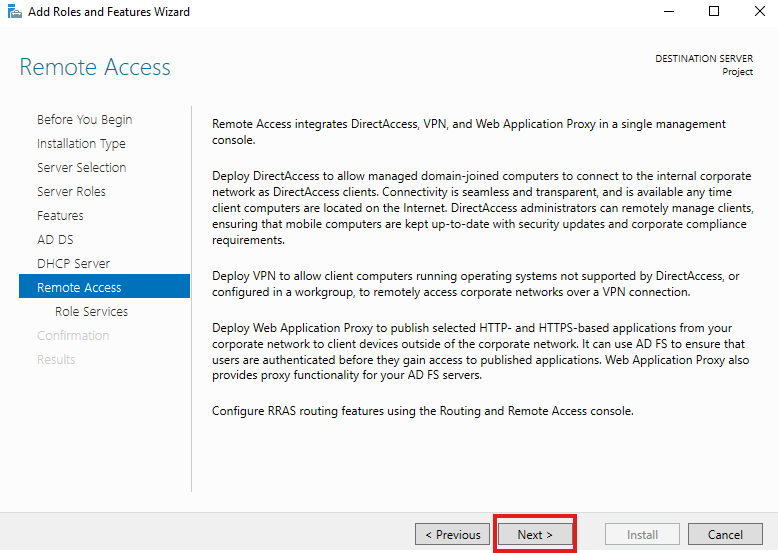 Add Roles and Features Wizard
Remote Access
DESTINATION SERVER
Project
Before You Begin
Installation Type
Server Selection
Server Roles
Features
AD DS
DHCP Server
Remote Access
Role Services
Confirmation
Results
Remote Access integrates DirectAccess, VPN, and Web Application Proxy in a single management
console.
Deploy DirectAccess to allow managed domain-joined computers to connect to the internal corporate
network as DirectAccess clients. Connectivity is seamless and transparent, and is available any time
client computers are located on the Internet. DirectAccess administrators can remotely manage clients,
ensuring that mobile computers are kept up-to-date with security updates and corporate compliance
requirements.
Deploy VPN to allow client computers running operating systems not supported by DirectAccess, or
configured in a workgroup, to remotely access corporate networks over a VPN connection.
Deploy Web Application Proxy to publish selected HTTP- and HTTPS-based applications from your
corporate network to client devices outside of the corporate network. It can use AD FS to ensure that
users are authenticated before they gain access to published applications. Web Application Proxy also
provides proxy functionality for your AD FS servers.
Configure RRAS routing features using the Routing and Remote Access console.
< Previous
Next >
Install
Cancel